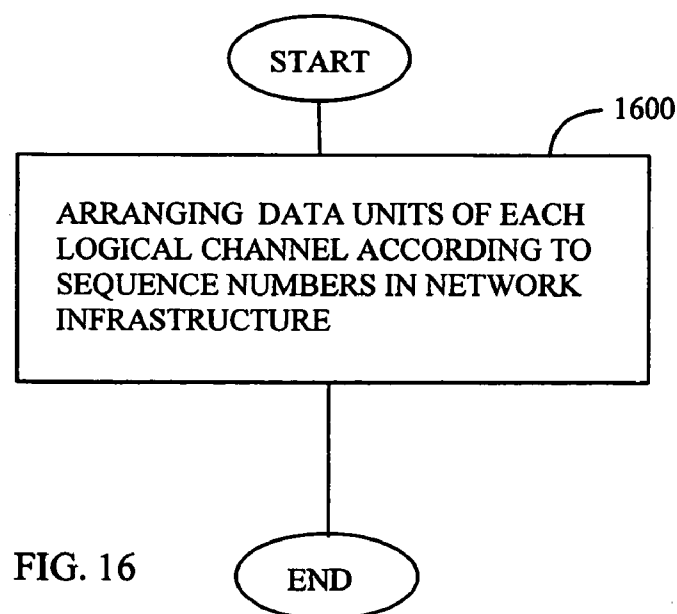 START
1600
ARRANGING DATA UNITS OF EACH
LOGICAL CHANNEL ACCORDING TO
SEQUENCE NUMBERS IN NETWORK
INFRASTRUCTURE
FIG. 16
END